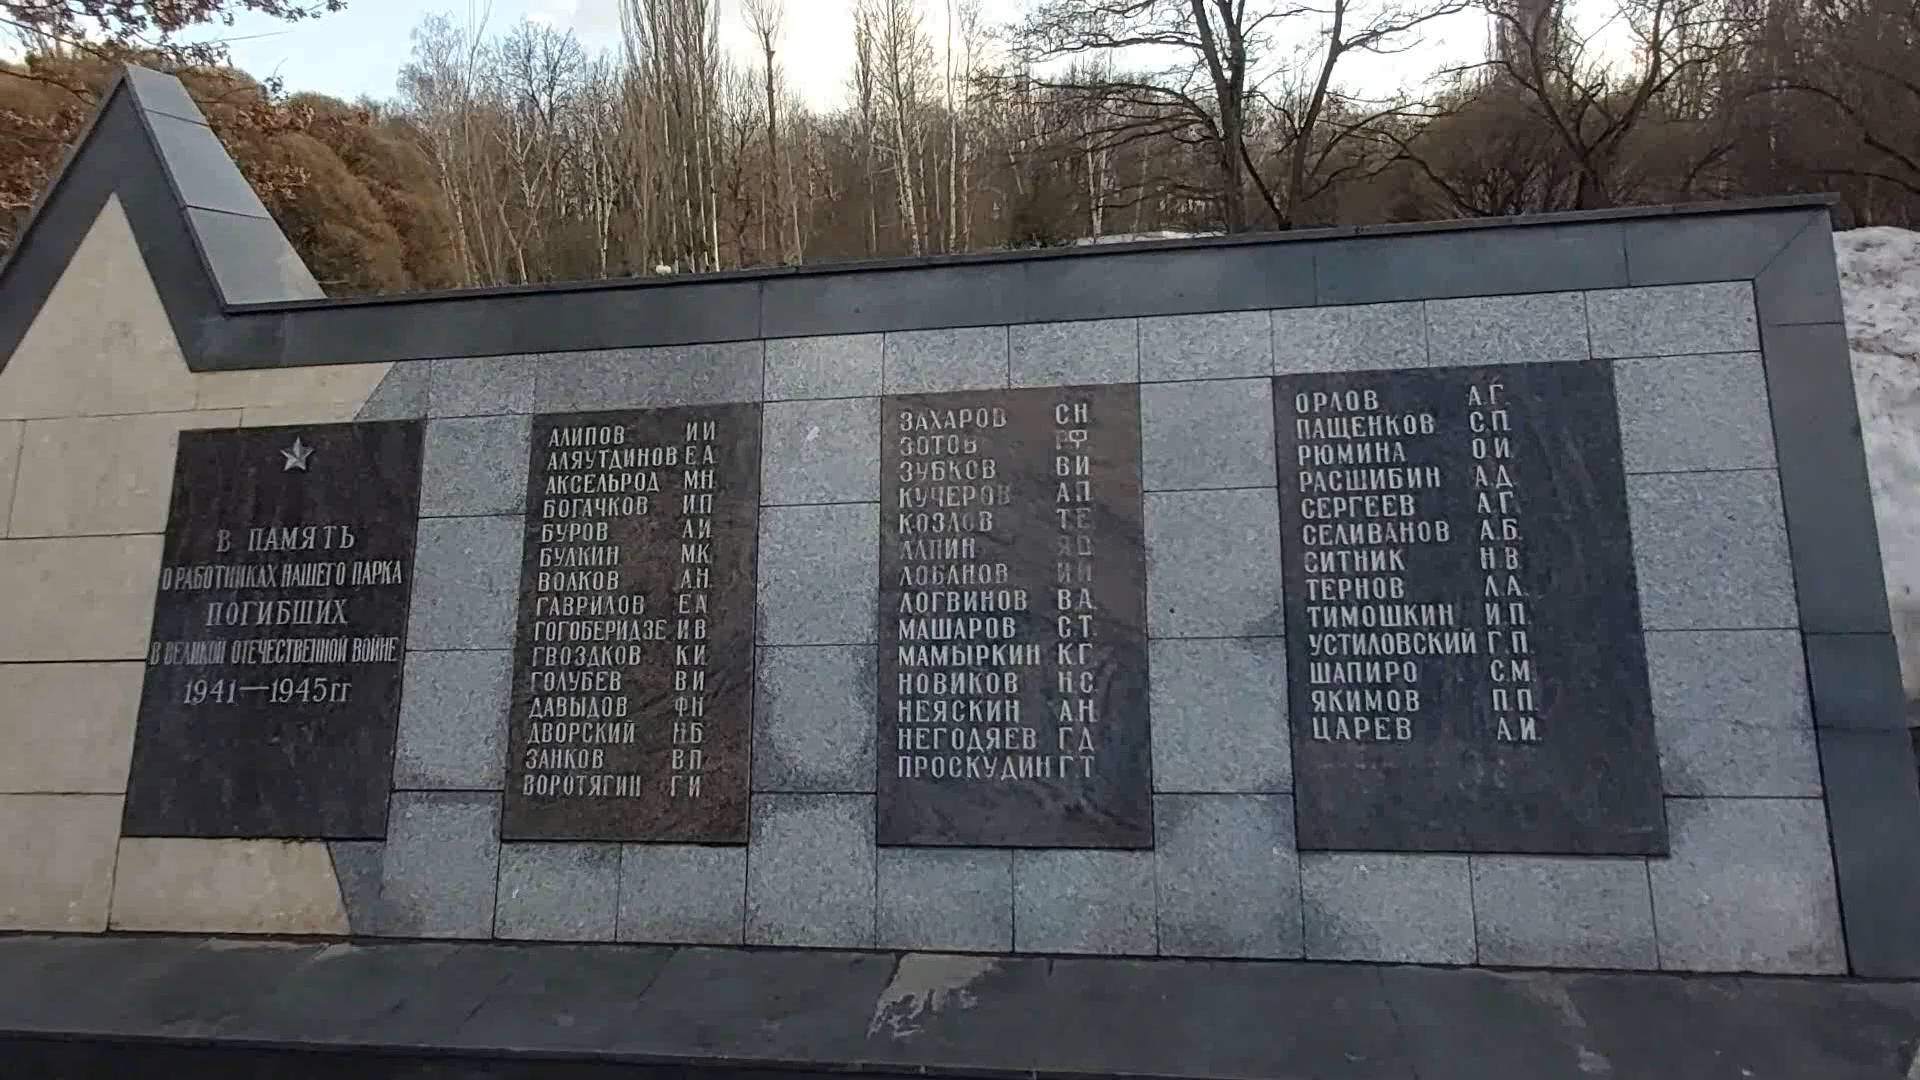 В ПАМЯТЬ
О РАБОТНИКАХ НАШЕГО ПАРКА
ПОГИБШИХ
В ВЕЛИКОЙ ОТЕЧЕСТВЕННОЙ ВОЙНЕ
1941—1945 гг.
АЛИПОВ И И
АЛЯУТДИНОВ Е.А.
АКСЕЛЬРОД М.Н.
БОГАЧКОВ И.П.
БУРОВ А И
БУЛКИН М.К.
ВОЛКОВ А.Н.
ГАВРИЛОВ Е А
ГОГОБЕРИДЗЕ И В
ГВОЗДКОВ К И
ГОЛУБЕВ В И
ДАВЫДОВ Ф Н
ДВОРСКИЙ Н Б
ЗАНКОВ В П
ВОРОТЯГИН Г И
ЗАХАРОВ С Н
ЗОТОВ
ЗУБКОВ В И
КУЧЕРОВ А П
КОЗЛОВ Т Е
ЛАПИН
ЛОБАНОВ И И
ЛОГВИНОВ В А
МАШАРОВ С Т.
МАМЫРКИН К Г
НОВИКОВ Н С
НЕЯСКИН А Н
НЕГОДЯЕВ Г Д
ПРОСКУДИН Г Т
ОРЛОВ А.Г.
ПАЩЕНКОВ С.П.
РЮМИНА О.И.
РАСШИБИН А.Д.
СЕРГЕЕВ А.Г.
СЕЛИВАНОВ А.Б.
СИТНИК Н.В.
ТЕРНОВ Л.А.
ТИМОШКИН И.П.
УСТИЛОВСКИЙ Г.П.
ШАПИРО С.М.
ЯКИМОВ П.П.
ЦАРЕВ А.И.